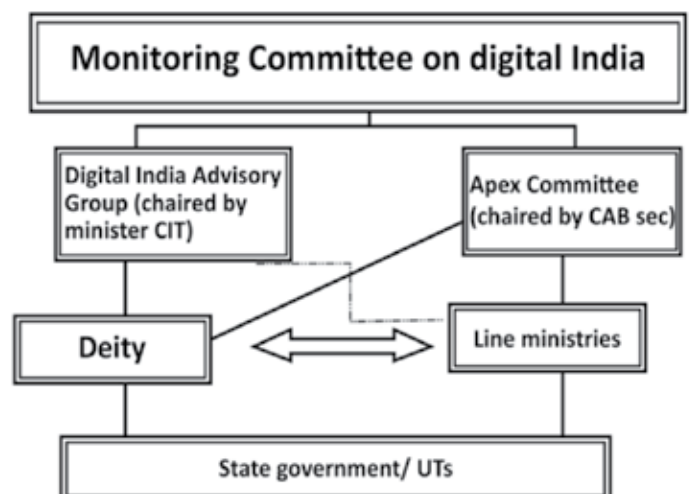 Monitoring Committee on digital India
Digital India Advisory
Group (chaired by
minister CIT)
Apex Committee
(chaired by CAB sec)
Deity
Line ministries
State government/ UTs